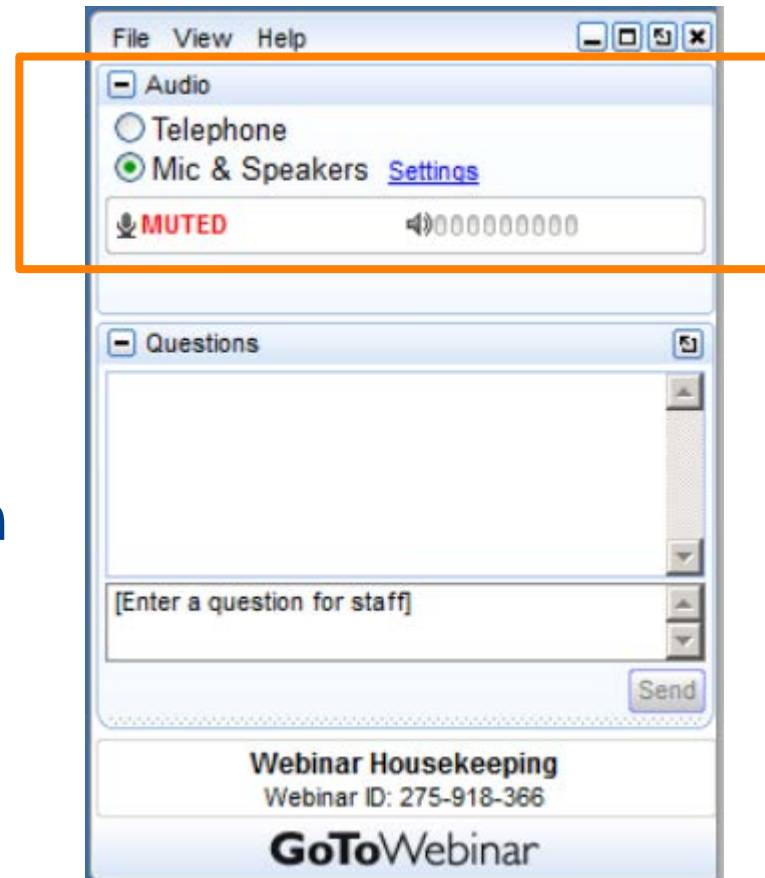 File View Help
Audio
Telephone
Mic & Speakers Settings
MUTED
Questions
n
[Enter a question for staff]
Send
Webinar Housekeeping
Webinar ID: 275-918-366
GoToWebinar